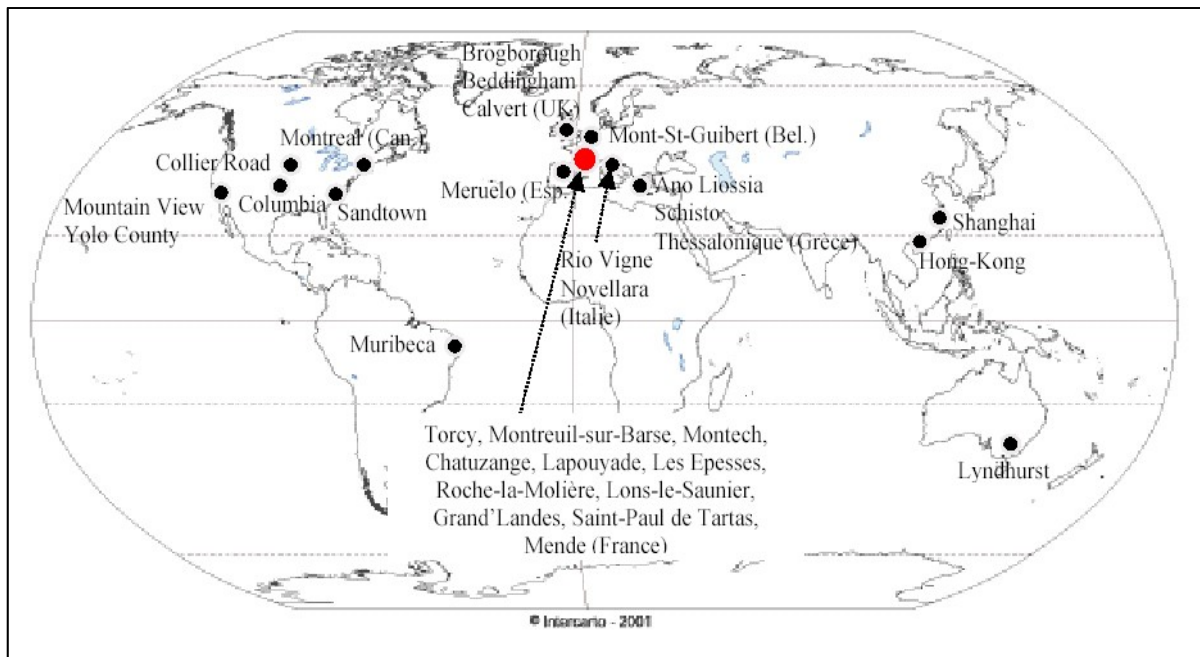 Brogborough
Beddingham
Calvert (UK)
Montreal (Can.)
Mont-St-Guibert (Bel.)
Collier Road
Meruelo (Esp.
Ano Liossia
Columbia
Sandtown
Mountain View
Yolo County
Schisto
Thessalonique (Grèce)
Shanghai
Hong-Kong
Rio Vigne
Novellara
(Italie)
Muribeca
Torcy, Montreuil-sur-Barse, Montech,
Chatuzange, Lapouyade, Les Epesses,
Roche-la-Molière, Lons-le-Saunier,
Grand'Landes, Saint-Paul de Tartas,
Mende (France)
Lyndhurst
© Intercarto - 2001